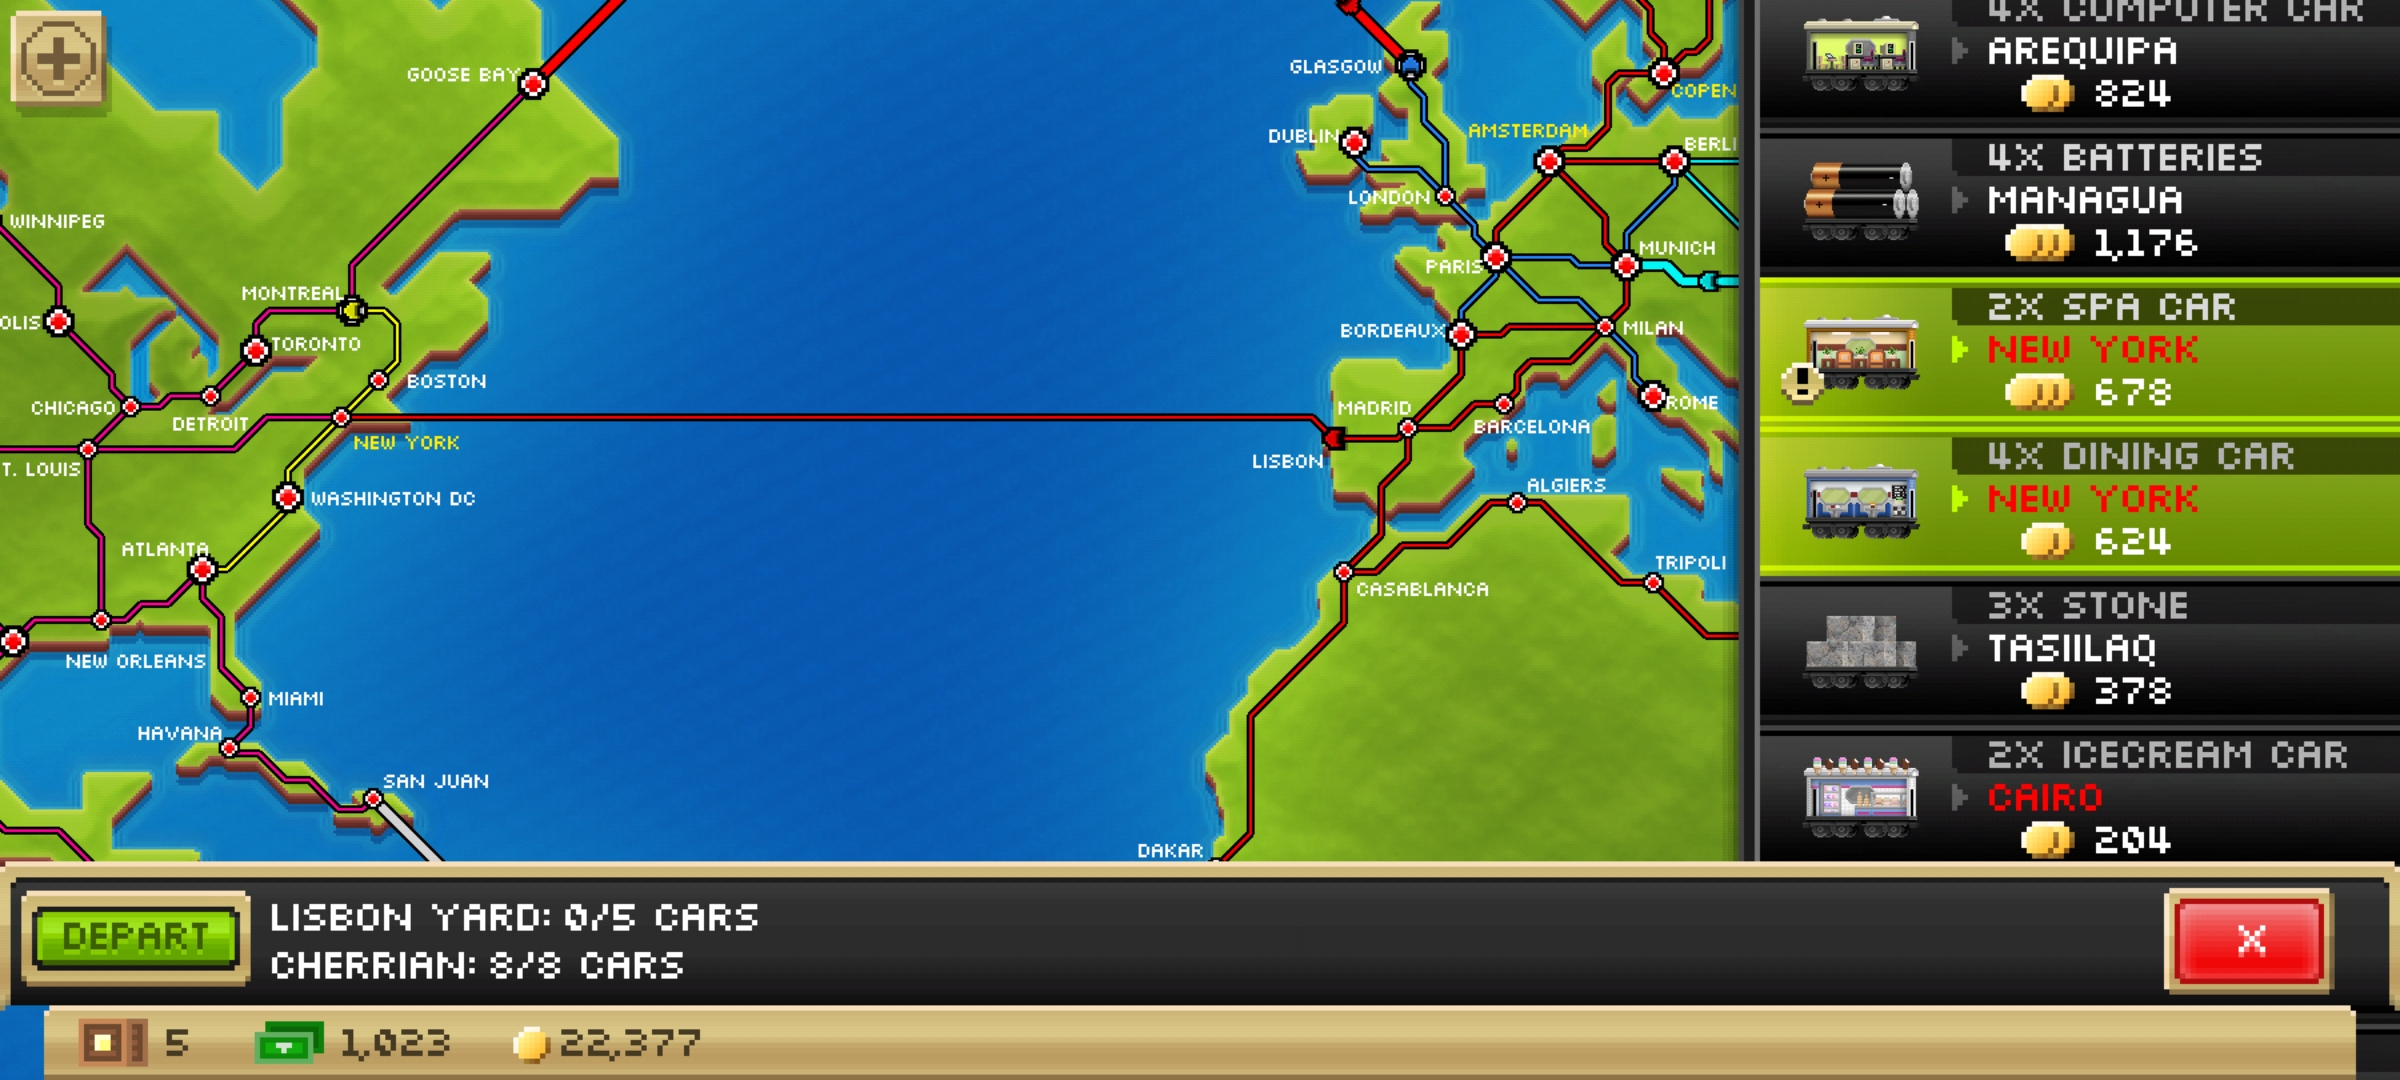 GOOSE BAY
GLASGOW
COPEN
DUBLIN
AMSTERDAM
BERLI
LONDON
WINNIPEG
MUNICH
PARIS
MONTREAL
OLIS
TORONTO
BORDEAUX
MILAN
BOSTON
CHICAGO
DETROIT
MADRID
ROME
NEW YORK
BARCELONA
T. LOUIS
LISBON
WASHINGTON DC
ALGIERS
ATLANTA
TRIPOLI
CASABLANCA
NEW ORLEANS
MIAMI
HAVANA
SAN JUAN
DAKAR
4X COMPUTER CAR
AREQUIPA
824
4X BATTERIES
MANAGUA
1,176
2X SPA CAR
NEW YORK
678
4X DINING CAR
NEW YORK
624
3X STONE
TASIILAQ
378
2X ICECREAM CAR
CAIRO
204
DEPART
LISBON YARD: 0/5 CARS
CHERRIAN: 8/8 CARS
X
5
1,023
22,377